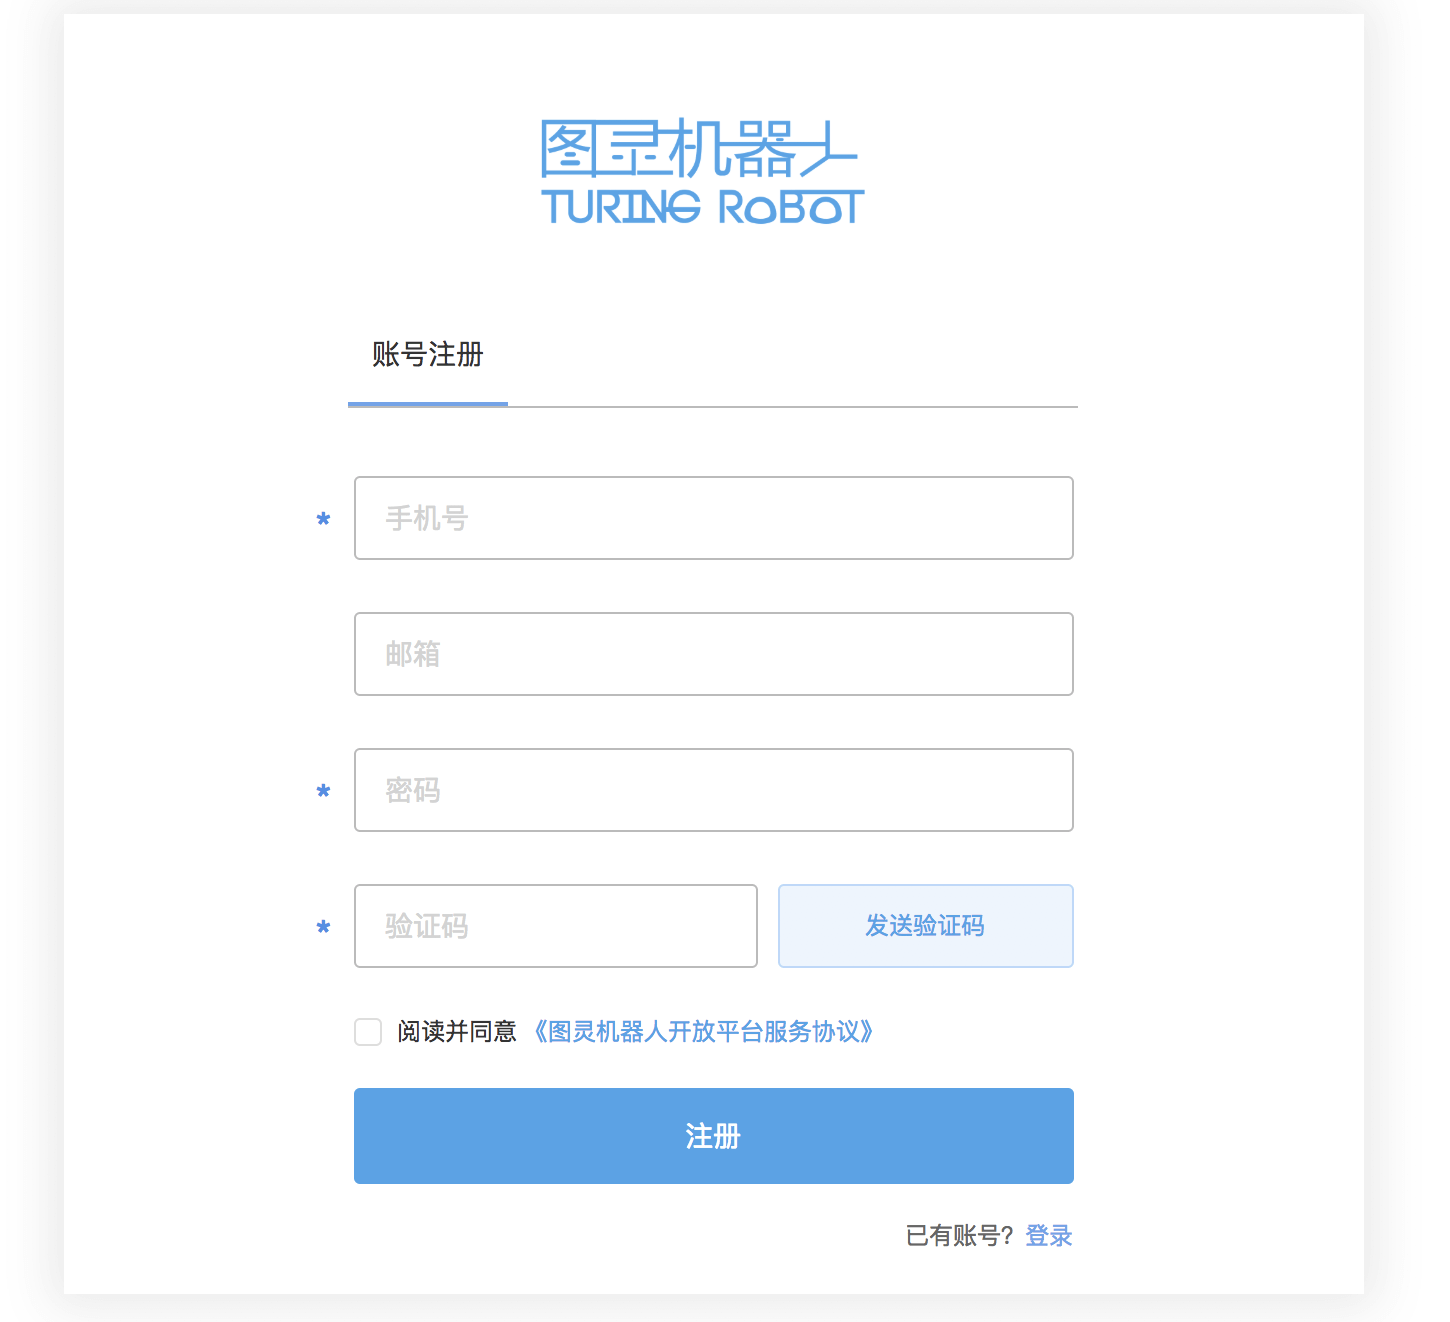 图灵机器人
TURING ROBOT
账号注册
* 手机号
邮箱
* 密码
* 验证码 发送验证码
阅读并同意 《图灵机器人开放平台服务协议》
注册
已有账号? 登录